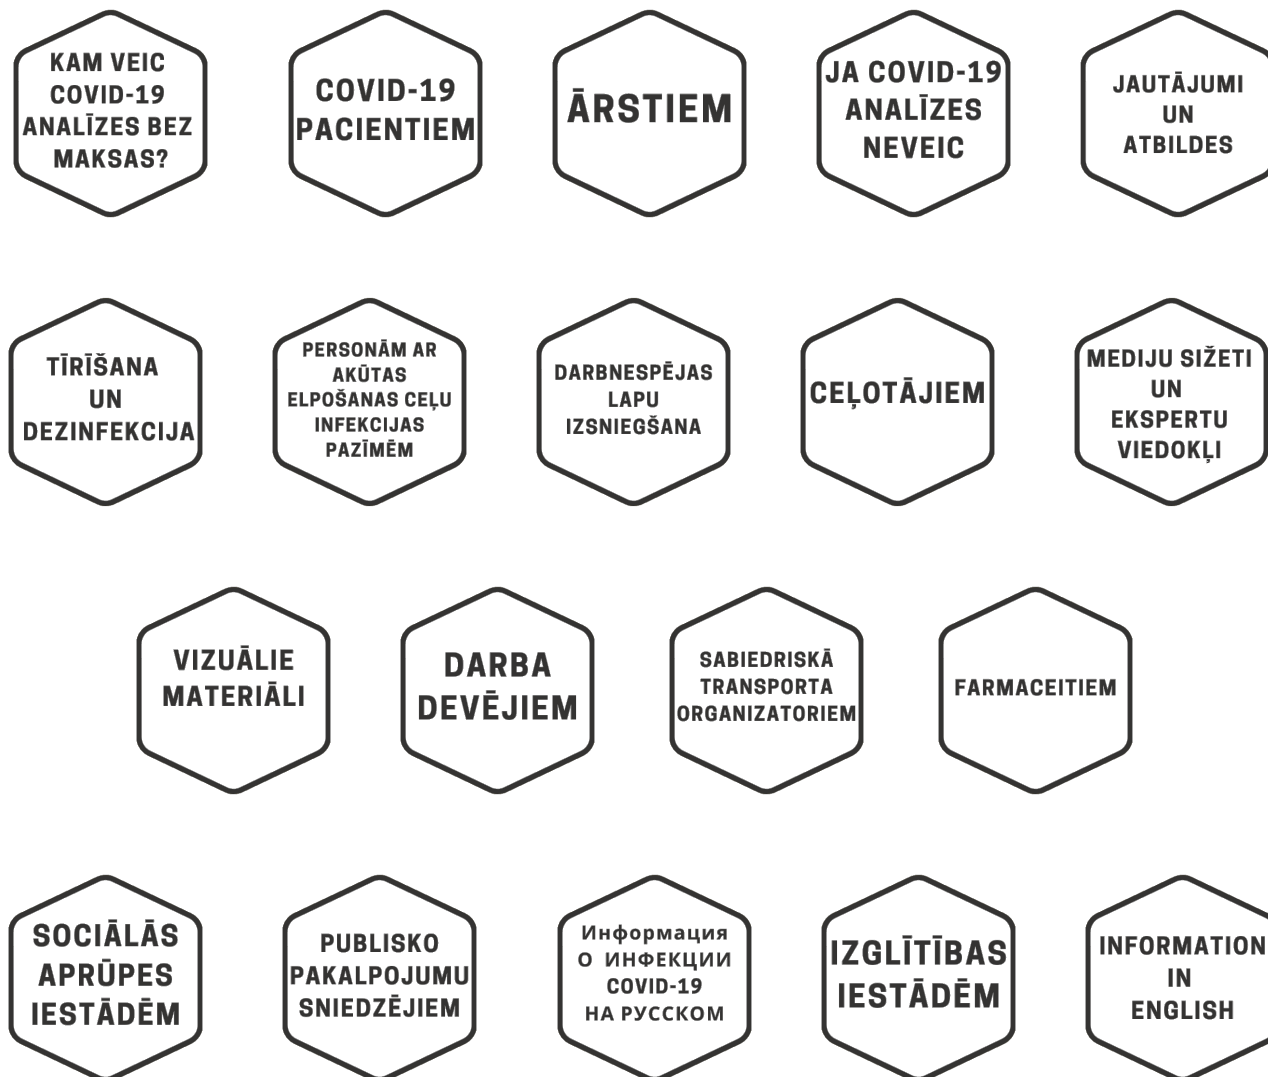 KAM VEIC
COVID-19
ANALĪZES BEZ
MAKSAS?
COVID-19
PACIENTIEM
ĀRSTIEM
JA COVID-19
ANALĪZES
NEVEIC
JAUTĀJUMI
UN
ATBILDES
TĪRĪŠANA
UN
DEZINFEKCIJA
PERSONĀM AR
AKŪTAS
ELPOŠANAS CEĻU
INFEKCIJAS
PAZĪMĒM
DARBNESPĒJAS
LAPU
IZSNIEGŠANA
CEĻOTĀJIEM
MEDIJU SIŽETI
UN
EKSPERTU
VIEDOKĻI
VIZUĀLIE
MATERIĀLI
DARBA
DEVĒJIEM
SABIEDRISKĀ
TRANSPORTA
ORGANIZATORIEM
FARMACEITIEM
SOCIĀLĀS
APRŪPES
IESTĀDĒM
PUBLISKO
PAKALPOJUMU
SNIEDZĒJIEM
Информация
О ИНФЕКЦИИ
COVID-19
НА РУССКОМ
IZGLĪTĪBAS
IESTĀDĒM
INFORMATION
IN
ENGLISH